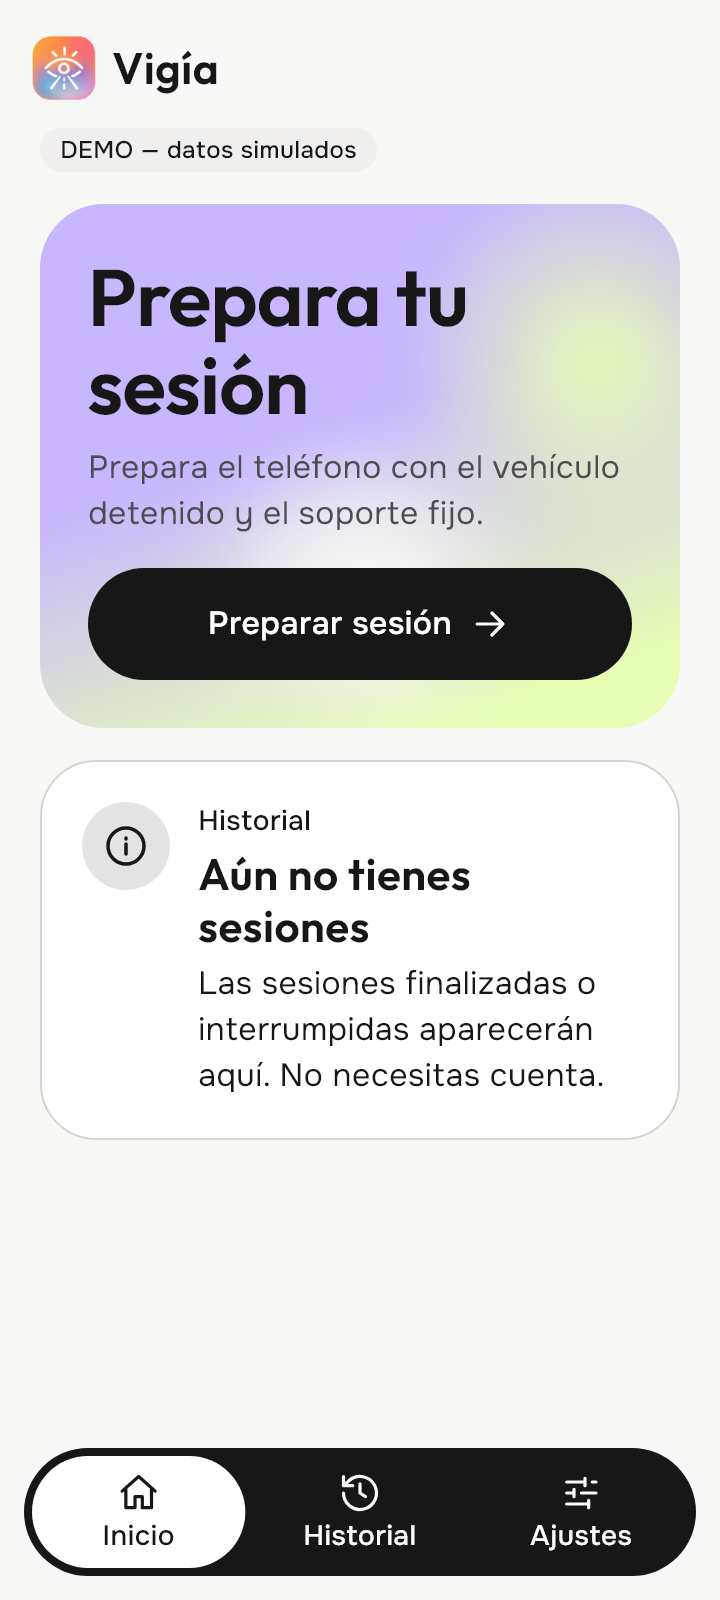 Vigía
DEMO – datos simulados
Prepara tu
sesión
Prepara el teléfono con el vehículo
detenido y el soporte fijo.
Preparar sesión →
Historial
Aún no tienes
sesiones
Las sesiones finalizadas o
interrumpidas aparecerán
aquí. No necesitas cuenta.
Inicio
Historial
Ajustes